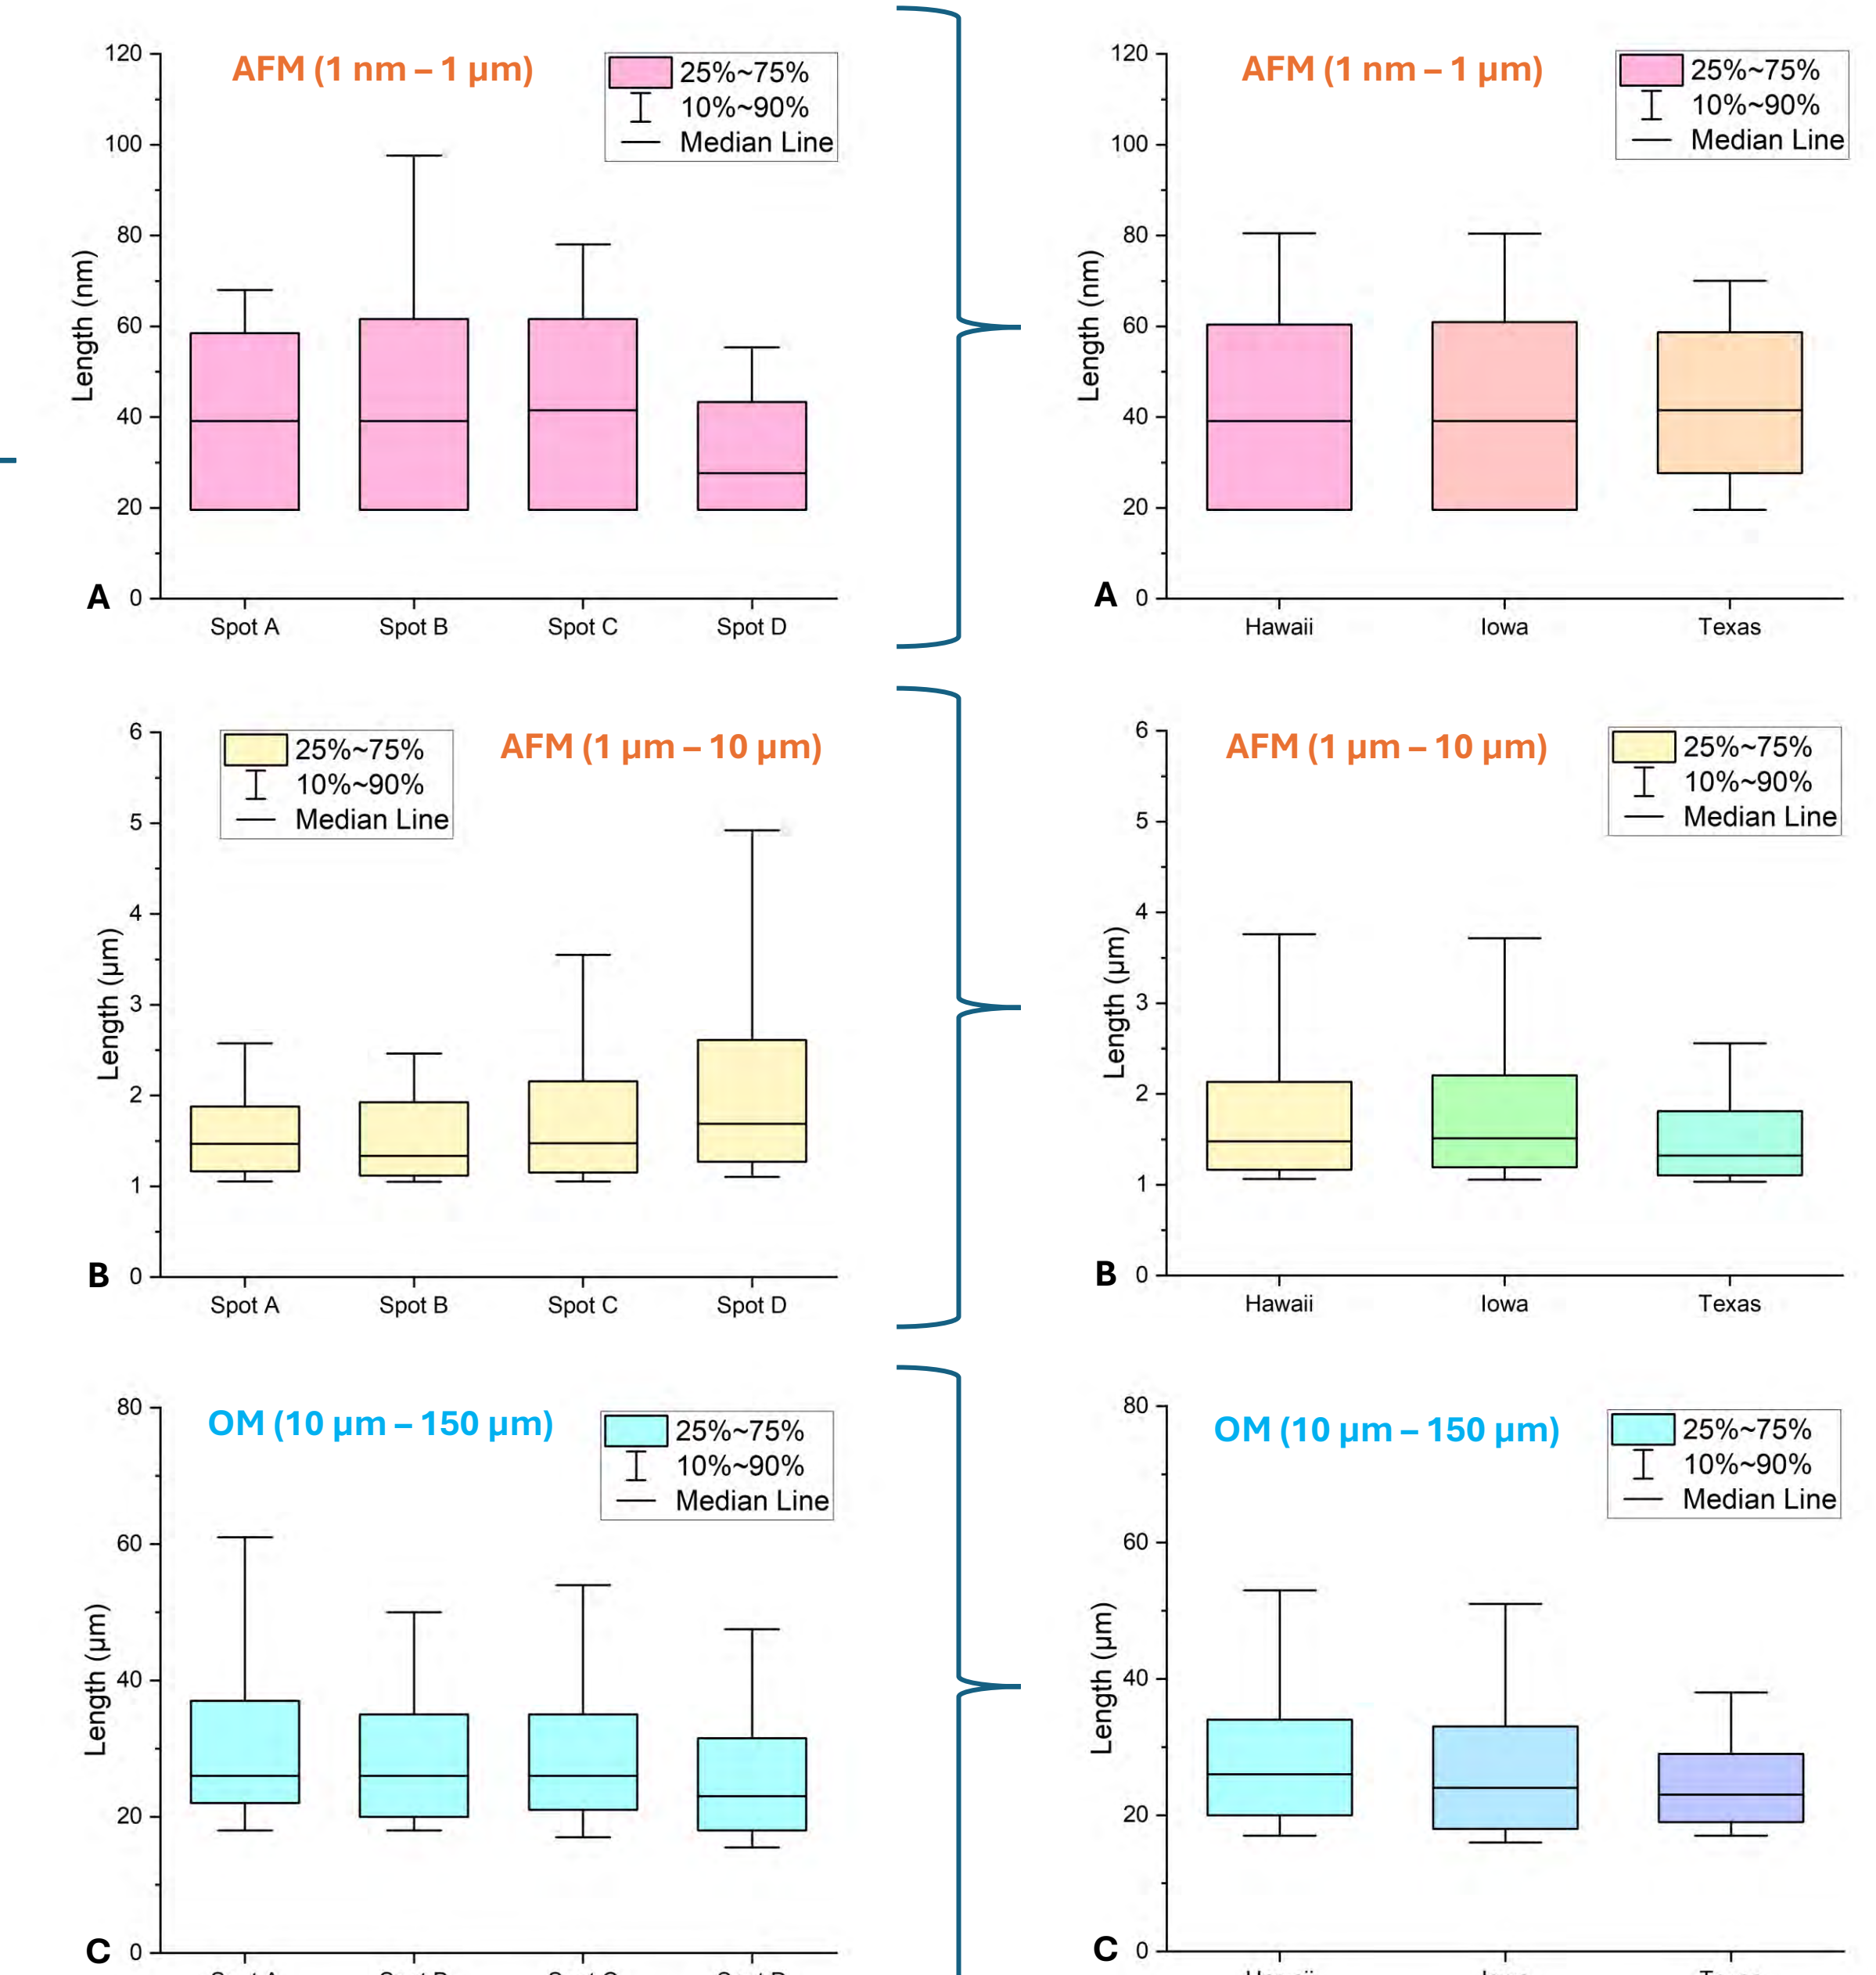 AFM (1 nm – 1 µm)
25%~75%
10%~90%
Median Line
120
100
80
60
40
20
0
Length (nm)
A
Spot A
Spot B
Spot C
Spot D
AFM (1 nm – 1 µm)
25%~75%
10%~90%
Median Line
120
100
80
60
40
20
0
Length (nm)
A
Hawaii
Iowa
Texas
25%~75%
10%~90%
Median Line
AFM (1 µm – 10 µm)
6
5
4
3
2
1
0
Length (µm)
B
Spot A
Spot B
Spot C
Spot D
AFM (1 µm – 10 µm)
25%~75%
10%~90%
Median Line
6
5
4
3
2
1
0
Length (µm)
B
Hawaii
Iowa
Texas
OM (10 µm – 150 µm)
25%~75%
10%~90%
Median Line
80
60
40
20
0
Length (µm)
C
OM (10 µm – 150 µm)
25%~75%
10%~90%
Median Line
80
60
40
20
0
Length (µm)
C